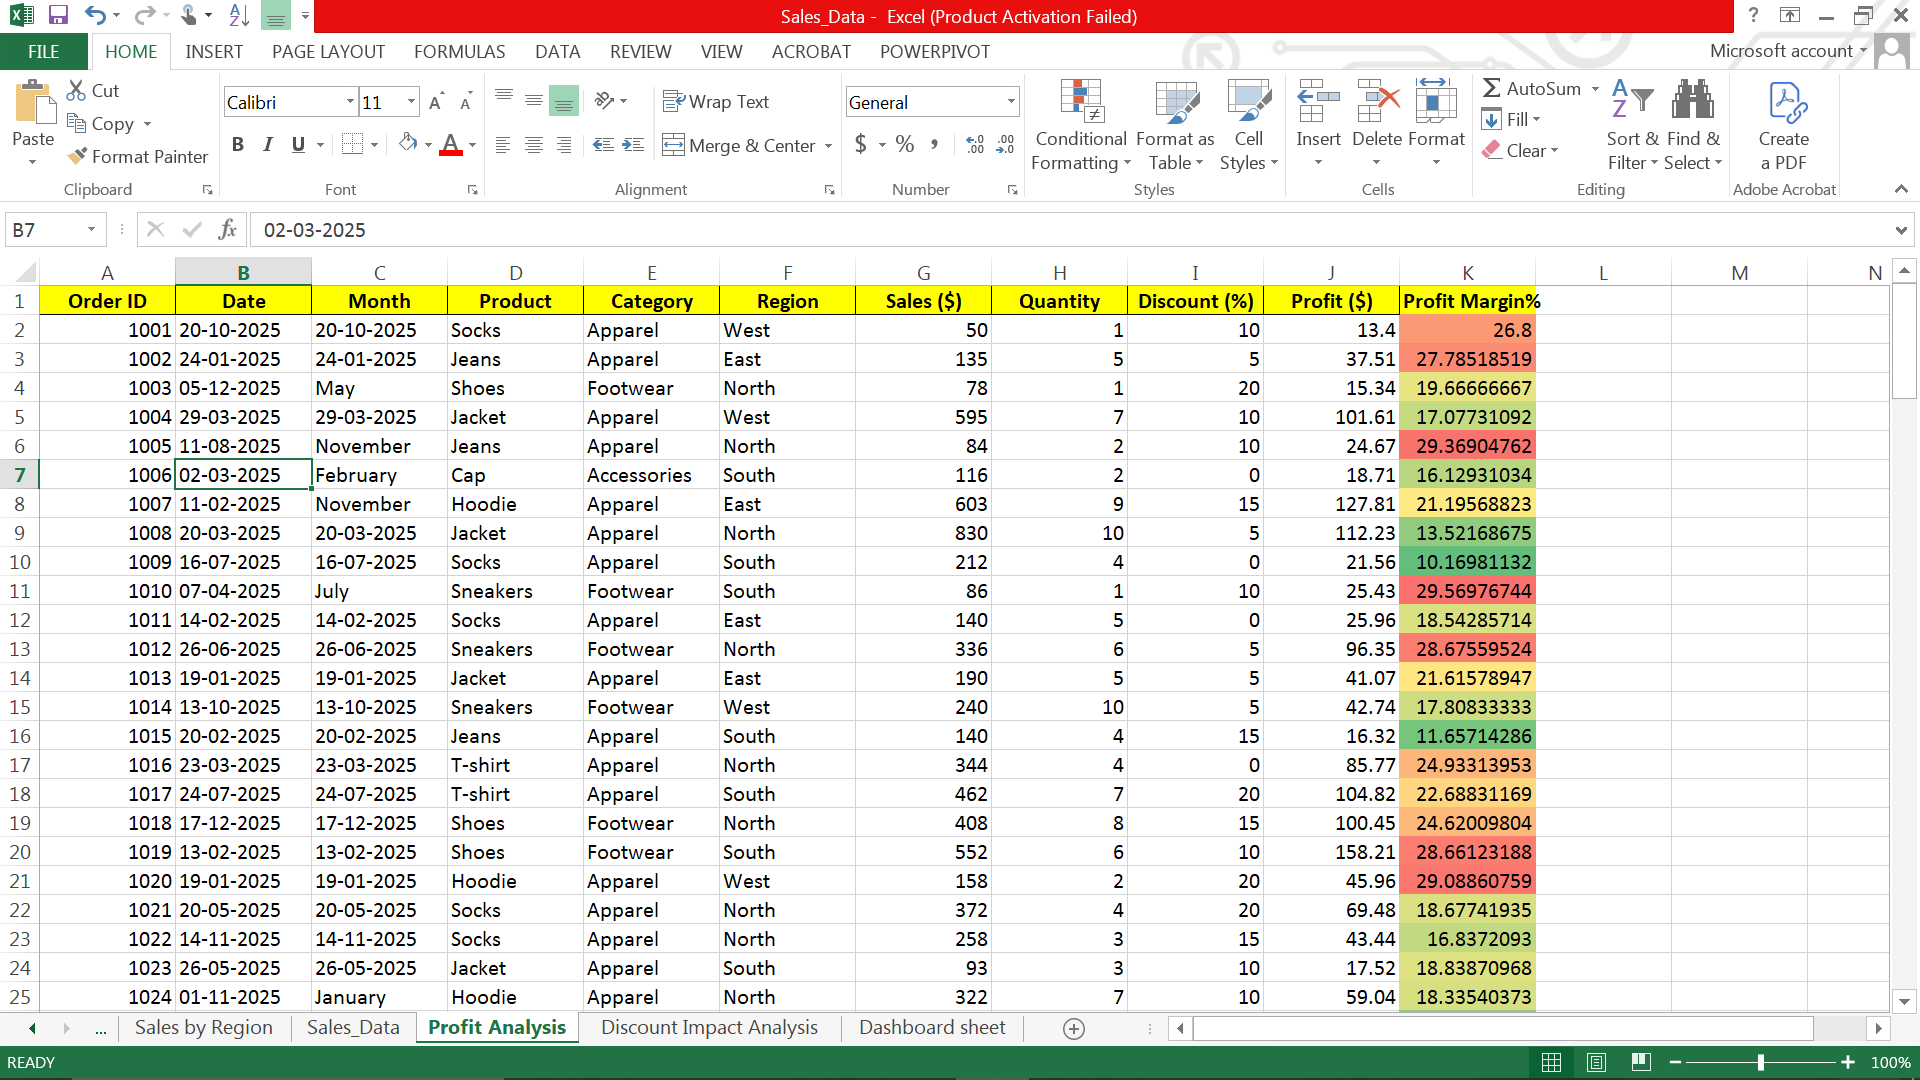 Sales_Data - Excel (Product Activation Failed)
FILE HOME INSERT PAGE LAYOUT FORMULAS DATA REVIEW VIEW ACROBAT POWERPIVOT Microsoft account
Paste
Cut
Copy
Format Painter
Clipboard
Calibri 11
B I U A
Font
Wrap Text
Merge & Center
Alignment
General
$ % ,
Number
Conditional Formatting
Format as Table
Cell Styles
Styles
Insert Delete Format
Cells
AutoSum
Fill
Clear
Sort & Filter
Find & Select
Editing
Create a PDF
Adobe Acrobat
B7 fx 02-03-2025
A B C D E F G H I J K L M N
1 Order ID Date Month Product Category Region Sales ($) Quantity Discount (%) Profit ($) Profit Margin%
2 1001 20-10-2025 20-10-2025 Socks Apparel West 50 1 10 13.4 26.8
3 1002 24-01-2025 24-01-2025 Jeans Apparel East 135 5 5 37.51 27.78518519
4 1003 05-12-2025 May Shoes Footwear North 78 1 20 15.34 19.66666667
5 1004 29-03-2025 29-03-2025 Jacket Apparel West 595 7 10 101.61 17.07731092
6 1005 11-08-2025 November Jeans Apparel North 84 2 10 24.67 29.36904762
7 1006 02-03-2025 February Cap Accessories South 116 2 0 18.71 16.12931034
8 1007 11-02-2025 November Hoodie Apparel East 603 9 15 127.81 21.19568823
9 1008 20-03-2025 20-03-2025 Jacket Apparel North 830 10 5 112.23 13.52168675
10 1009 16-07-2025 16-07-2025 Socks Apparel South 212 4 0 21.56 10.16981132
11 1010 07-04-2025 July Sneakers Footwear South 86 1 10 25.43 29.56976744
12 1011 14-02-2025 14-02-2025 Socks Apparel East 140 5 0 25.96 18.54285714
13 1012 26-06-2025 26-06-2025 Sneakers Footwear North 336 6 5 96.35 28.67559524
14 1013 19-01-2025 19-01-2025 Jacket Apparel East 190 5 5 41.07 21.61578947
15 1014 13-10-2025 13-10-2025 Sneakers Footwear West 240 10 5 42.74 17.80833333
16 1015 20-02-2025 20-02-2025 Jeans Apparel South 140 4 15 16.32 11.65714286
17 1016 23-03-2025 23-03-2025 T-shirt Apparel North 344 4 0 85.77 24.93313953
18 1017 24-07-2025 24-07-2025 T-shirt Apparel South 462 7 20 104.82 22.68831169
19 1018 17-12-2025 17-12-2025 Shoes Footwear North 408 8 15 100.45 24.62009804
20 1019 13-02-2025 13-02-2025 Shoes Footwear South 552 6 10 158.21 28.66123188
21 1020 19-01-2025 19-01-2025 Hoodie Apparel West 158 2 20 45.96 29.08860759
22 1021 20-05-2025 20-05-2025 Socks Apparel North 372 4 20 69.48 18.67741935
23 1022 14-11-2025 14-11-2025 Socks Apparel North 258 3 15 43.44 16.8372093
24 1023 26-05-2025 26-05-2025 Jacket Apparel South 93 3 10 17.52 18.83870968
25 1024 01-11-2025 January Hoodie Apparel North 322 7 10 59.04 18.33540373
... Sales by Region Sales_Data Profit Analysis Discount Impact Analysis Dashboard sheet
READY 100%